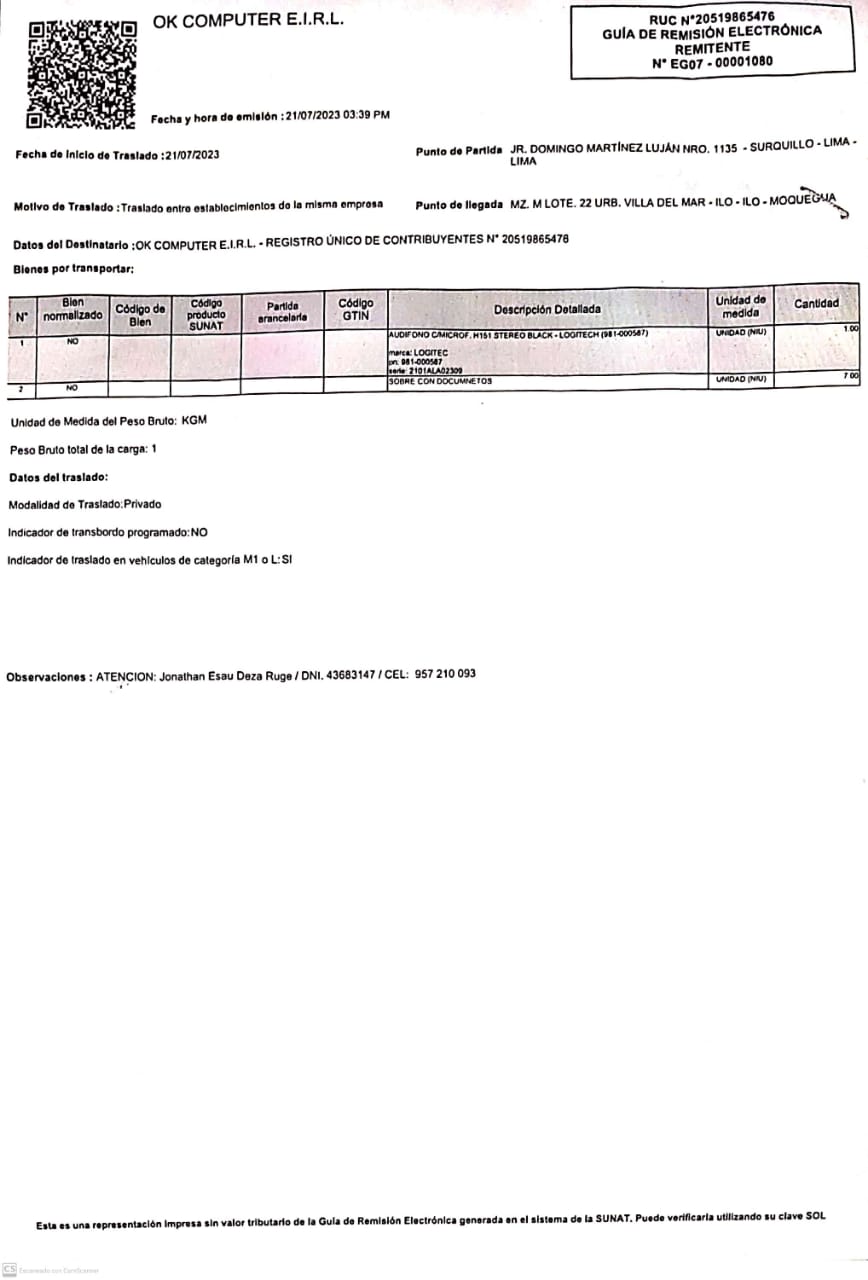 OK COMPUTER E.I.R.L.
RUC N°20519865476
GUÍA DE REMISIÓN ELECTRÓNICA
REMITENTE
N° EG07 - 00001080
Fecha y hora de emisión :21/07/2023 03:39 PM
Fecha de Inicio de Traslado :21/07/2023
Punto de Partida JR. DOMINGO MARTÍNEZ LUJÁN NRO. 1135 - SURQUILLO - LIMA -
LIMA
Motivo de Traslado :Traslado entre establecimientos de la misma empresa
Punto de llegada MZ. M LOTE. 22 URB. VILLA DEL MAR - ILO - ILO - MOQUEGUA
Datos del Destinatario :OK COMPUTER E.I.R.L. - REGISTRO ÚNICO DE CONTRIBUYENTES N° 20519865476
Bienes por transportar:
N° Bien normalizado Código de Bien Código producto SUNAT Partida arancelaria Código GTIN Descripción Detallada Unidad de medida Cantidad
1 NO AUDIFONO C/MICROF. H151 STEREO BLACK - LOGITECH (981-000587) UNIDAD (NIU) 1.00
marca: LOGITEC
pn: 981-000587
serie: 2101ALA02309
2 NO SOBRE CON DOCUMNETOS UNIDAD (NIU) 7.00
Unidad de Medida del Peso Bruto: KGM
Peso Bruto total de la carga: 1
Datos del traslado:
Modalidad de Traslado:Privado
Indicador de transbordo programado:NO
Indicador de traslado en vehículos de categoría M1 o L:SI
Observaciones : ATENCION: Jonathan Esau Deza Ruge / DNI. 43683147 / CEL: 957 210 093
Esta es una representación impresa sin valor tributario de la Guía de Remisión Electrónica generada en el sistema de la SUNAT. Puede verificarla utilizando su clave SOL
CS Escaneado con CamScanner